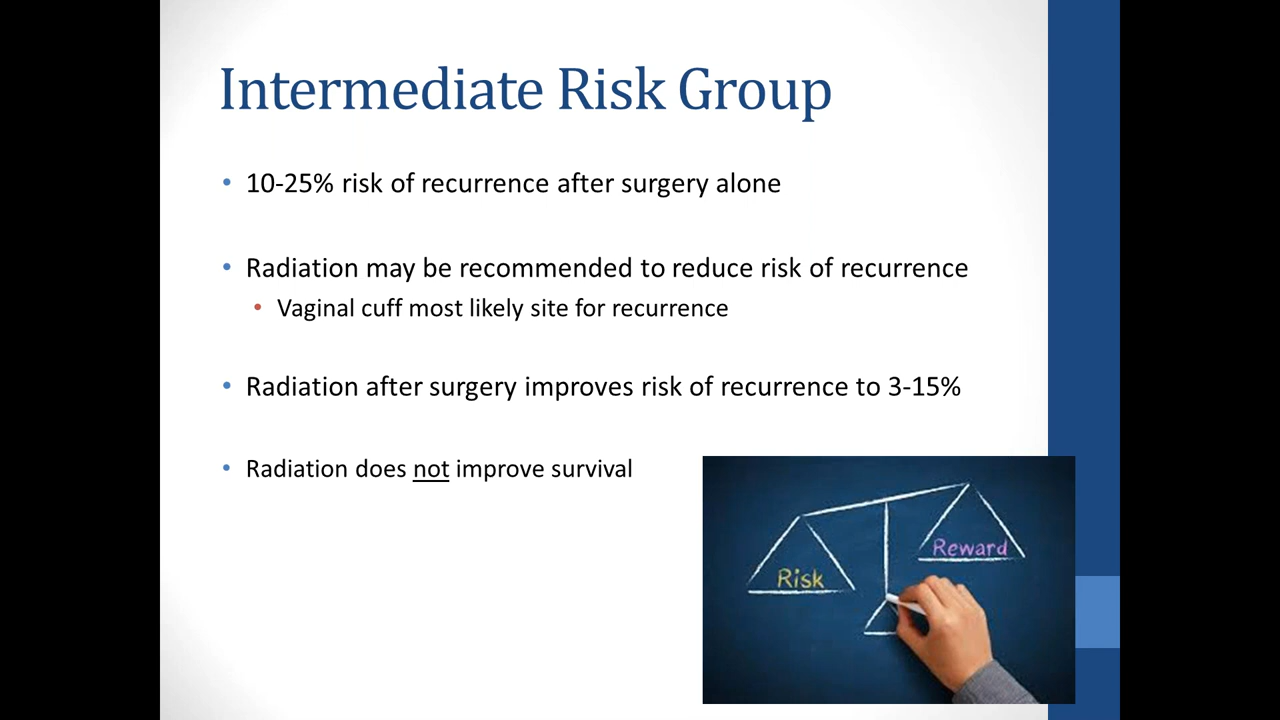 Intermediate Risk Group
• 10-25% risk of recurrence after surgery alone
• Radiation may be recommended to reduce risk of recurrence
• Vaginal cuff most likely site for recurrence
• Radiation after surgery improves risk of recurrence to 3-15%
• Radiation does not improve survival
Reward
Risk